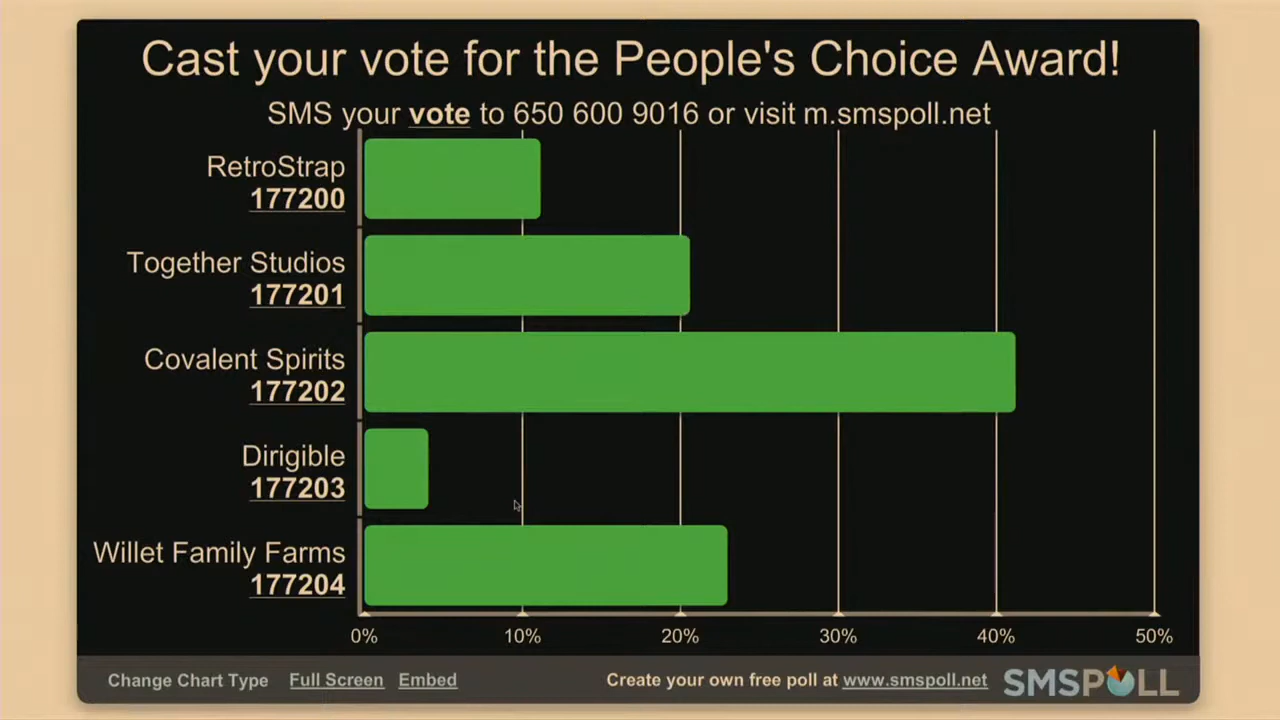 Cast your vote for the People's Choice Award!
SMS your vote to 650 600 9016 or visit m.smspoll.net
RetroStrap
177200
Together Studios
177201
Covalent Spirits
177202
Dirigible
177203
Willet Family Farms
177204
0% 10% 20% 30% 40% 50%
Change Chart Type Full Screen Embed Create your own free poll at www.smspoll.net SMSPOLL